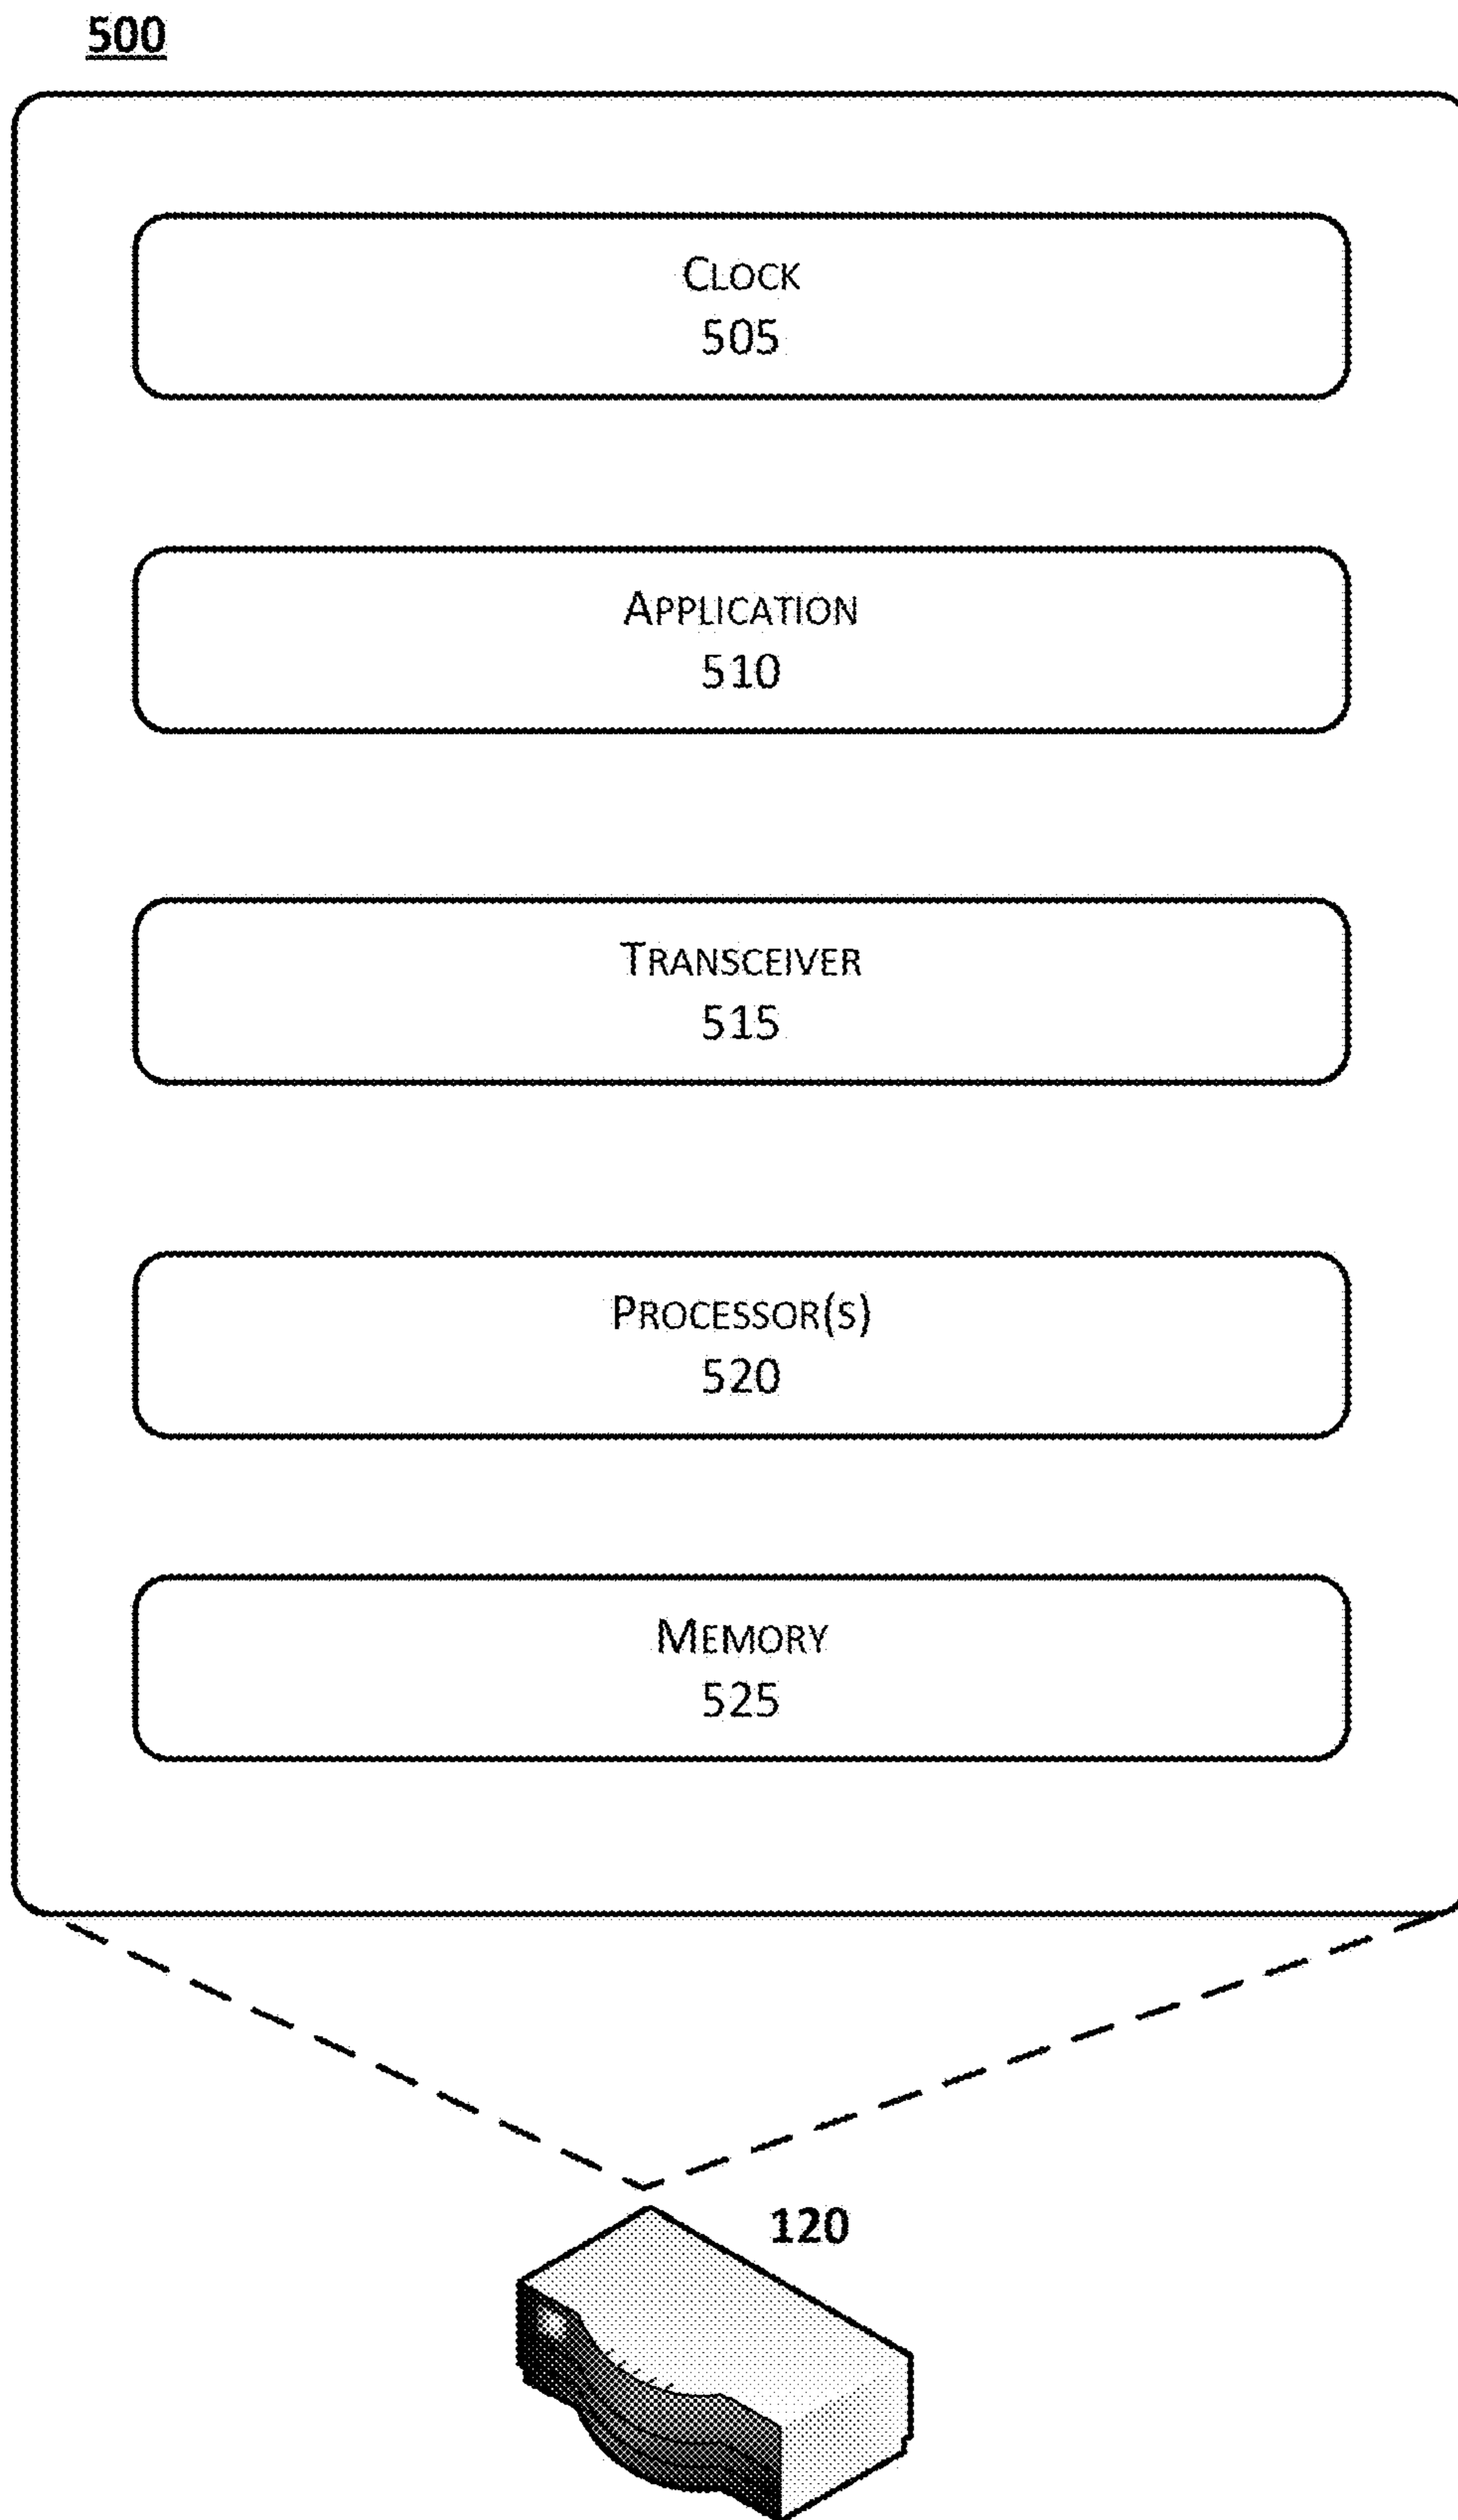 500
Clock
505
Application
510
Transceiver
515
Processor(s)
520
Memory
525
120